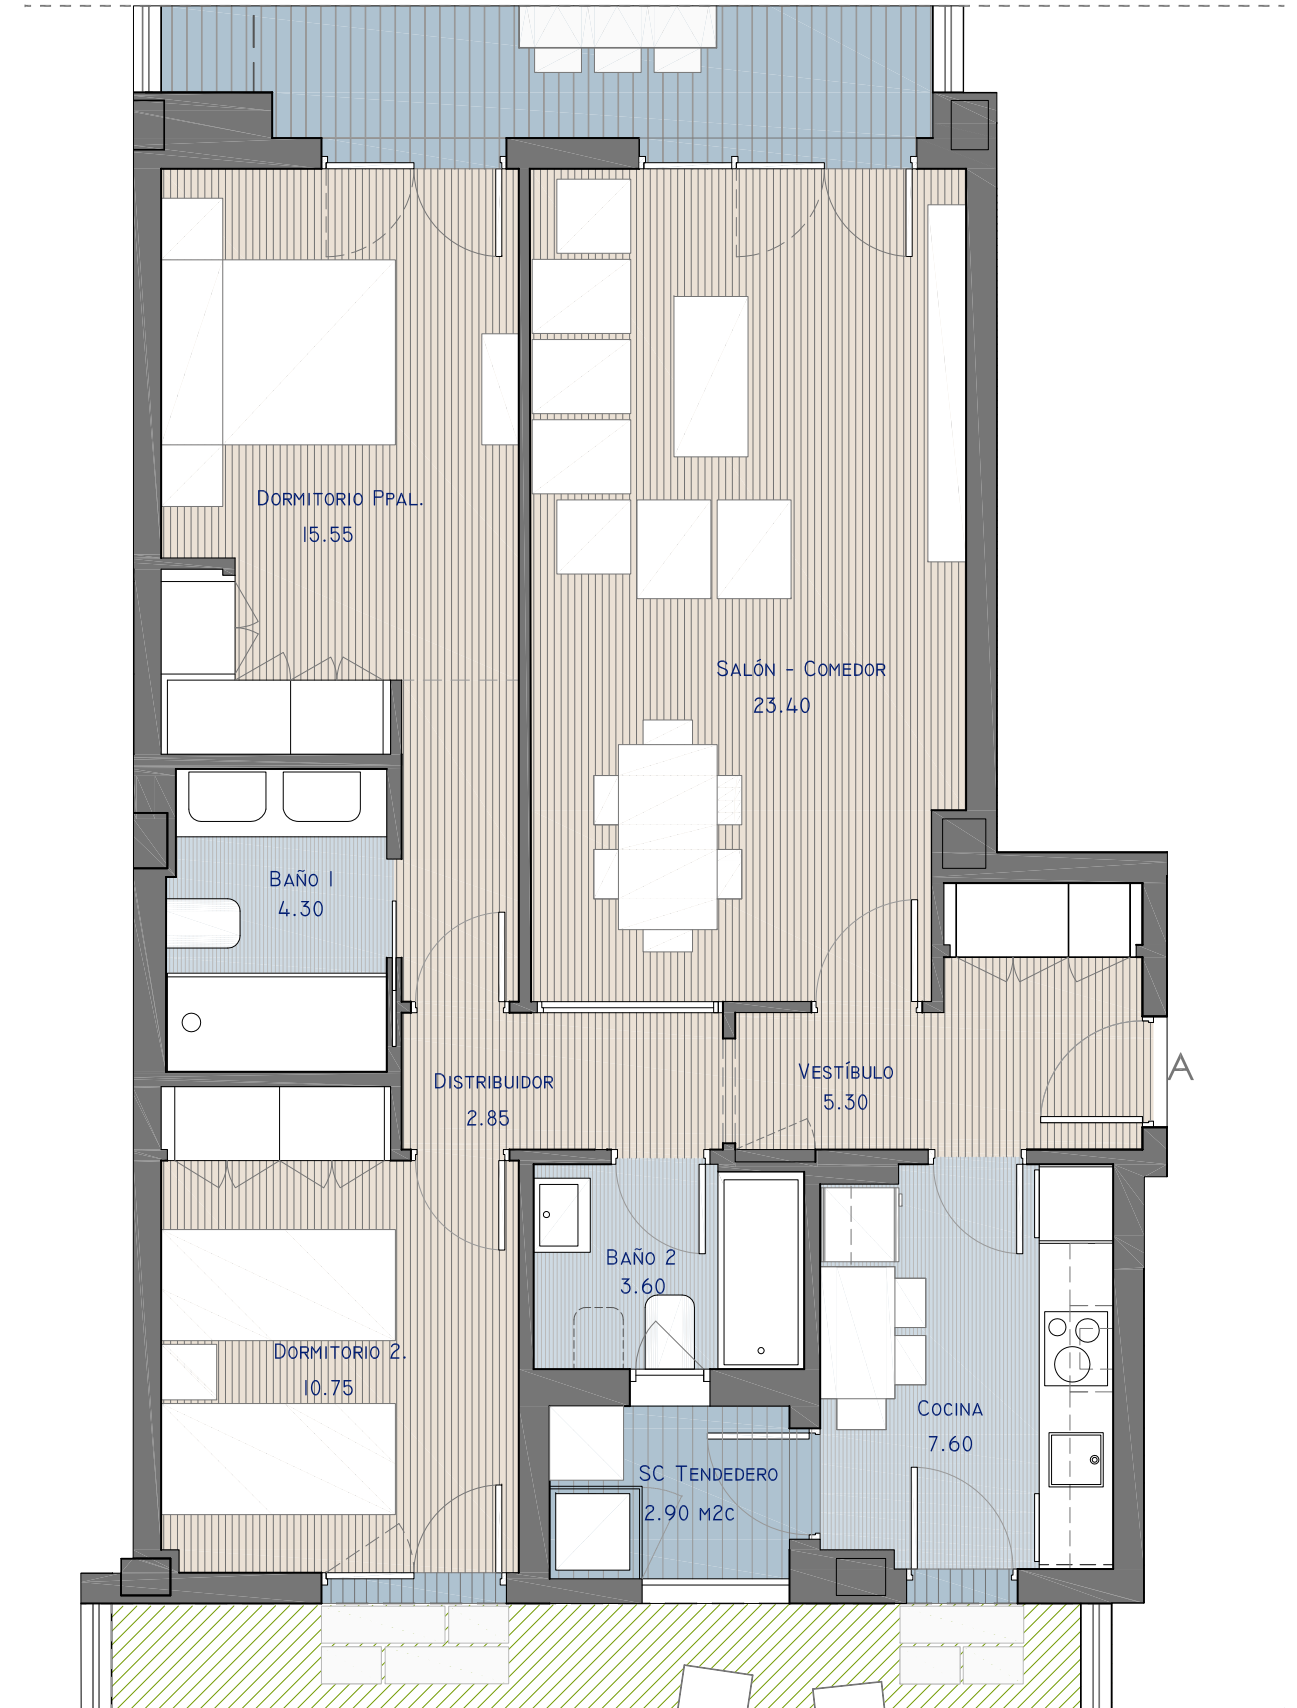 Dormitorio Ppal.
15.55
Salón - Comedor
23.40
Baño 1
4.30
Distribuidor
2.85
Vestíbulo
5.30
A
Baño 2
3.60
Dormitorio 2.
10.75
Cocina
7.60
SC Tendedero
2.90 m2c